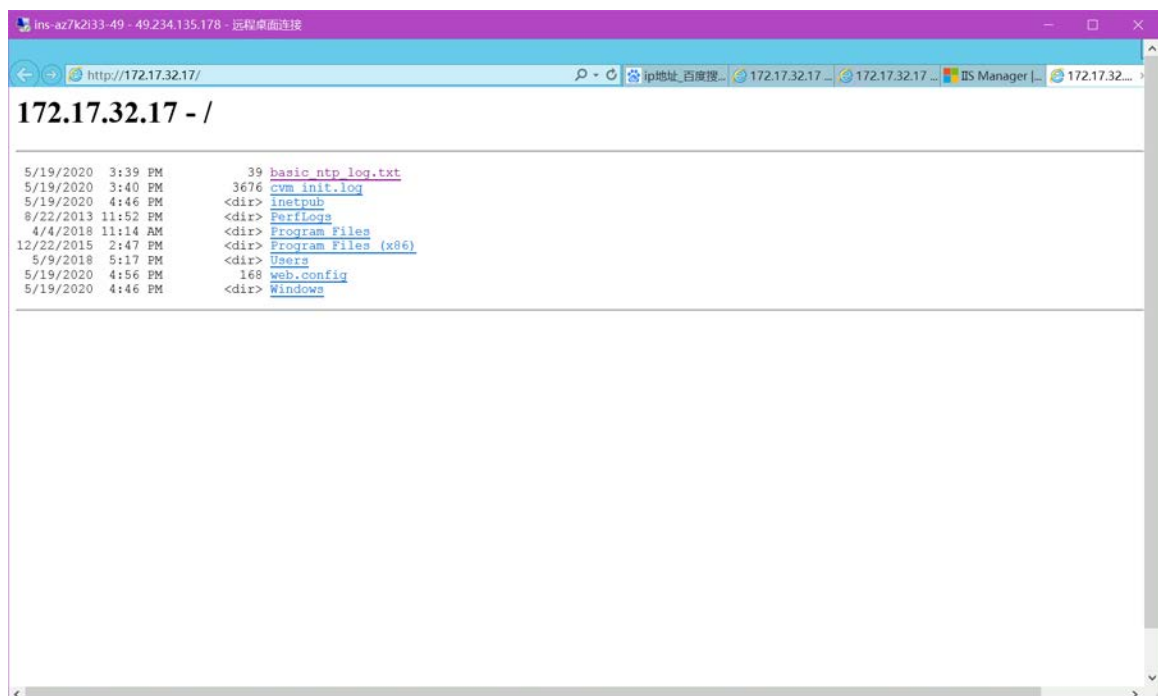 ins-az7k2i33-49 - 49.234.135.178 - 远程桌面连接
http://172.17.32.17/ ip地址_百度搜... 172.17.32.17 ... 172.17.32.17 ... IIS Manager |... 172.17.32....
172.17.32.17 - /
5/19/2020 3:39 PM 39 basic_ntp_log.txt
5/19/2020 3:40 PM 3676 cvm_init.log
5/19/2020 4:46 PM <dir> inetpub
8/22/2013 11:52 PM <dir> PerfLogs
4/4/2018 11:14 AM <dir> Program Files
12/22/2015 2:47 PM <dir> Program Files (x86)
5/9/2018 5:17 PM <dir> Users
5/19/2020 4:56 PM 168 web.config
5/19/2020 4:46 PM <dir> Windows